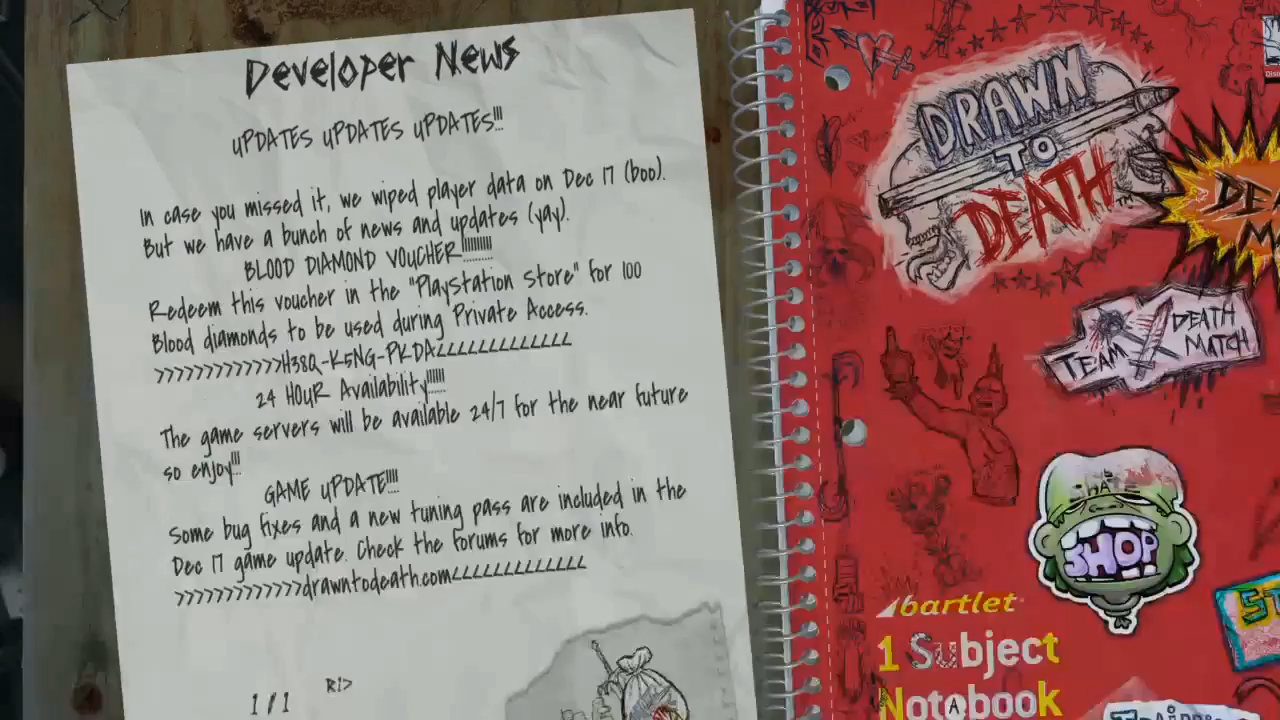 Developer News
UPDATES UPDATES UPDATES!!!
In case you missed it, we wiped player data on Dec 17 (boo).
But we have a bunch of news and updates (yay).
BLOOD DIAMOND VOUCHER!!!!!!!!!!
Redeem this voucher in the "Playstation Store" for 100
Blood diamonds to be used during Private Access.
>>>>>>>>>>>>>H38Q-K5NG-PKDA<<<<<<<<<<<<<
24 HOUR Availability!!!!!
The game servers will be available 24/7 for the near future
so enjoy!!!
GAME UPDATE!!!!
Some bug fixes and a new tuning pass are included in the
Dec 17 game update. Check the forums for more info.
>>>>>>>>>>>>>drawntodeath.com<<<<<<<<<<<<<
1/1
R1>
DRAWN
TO
DEATH
TM
TEAM
DEATH
MATCH
HATE
SHOP
bartlet
1 Subject
Notebook